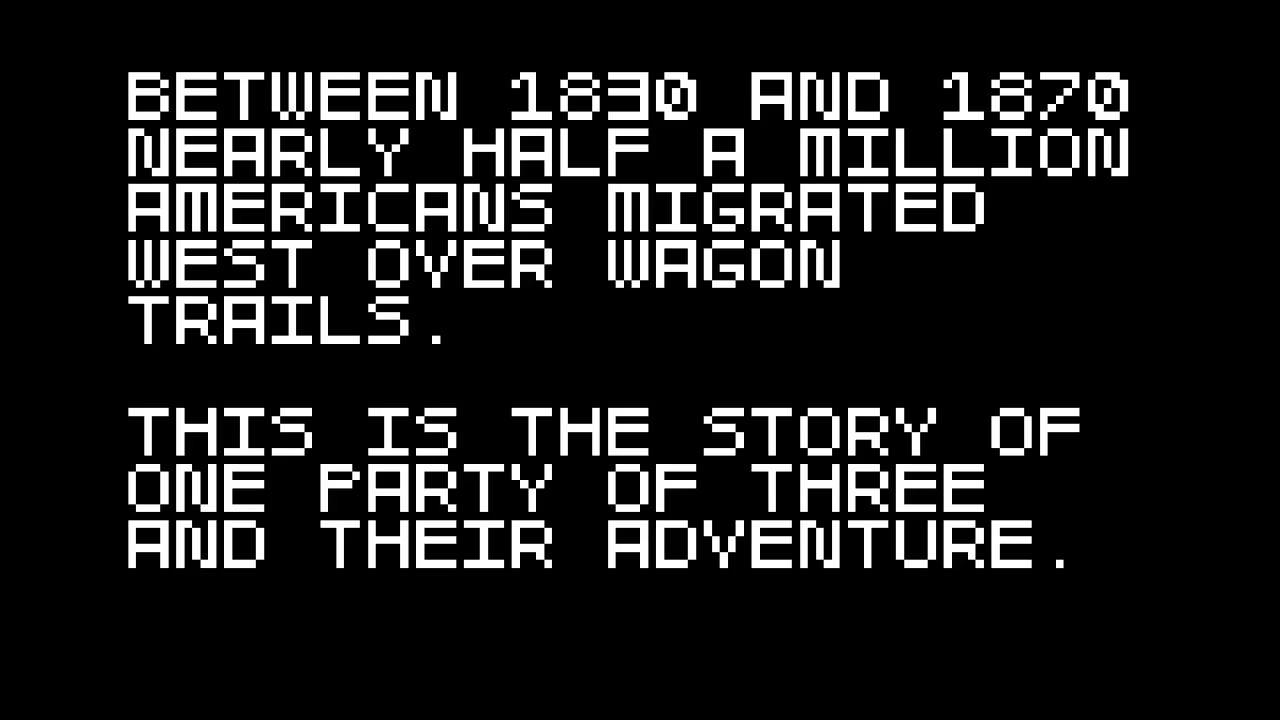 BETWEEN 1830 AND 1870
NEARLY HALF A MILLION
AMERICANS MIGRATED
WEST OVER WAGON
TRAILS.
THIS IS THE STORY OF
ONE PARTY OF THREE
AND THEIR ADVENTURE.